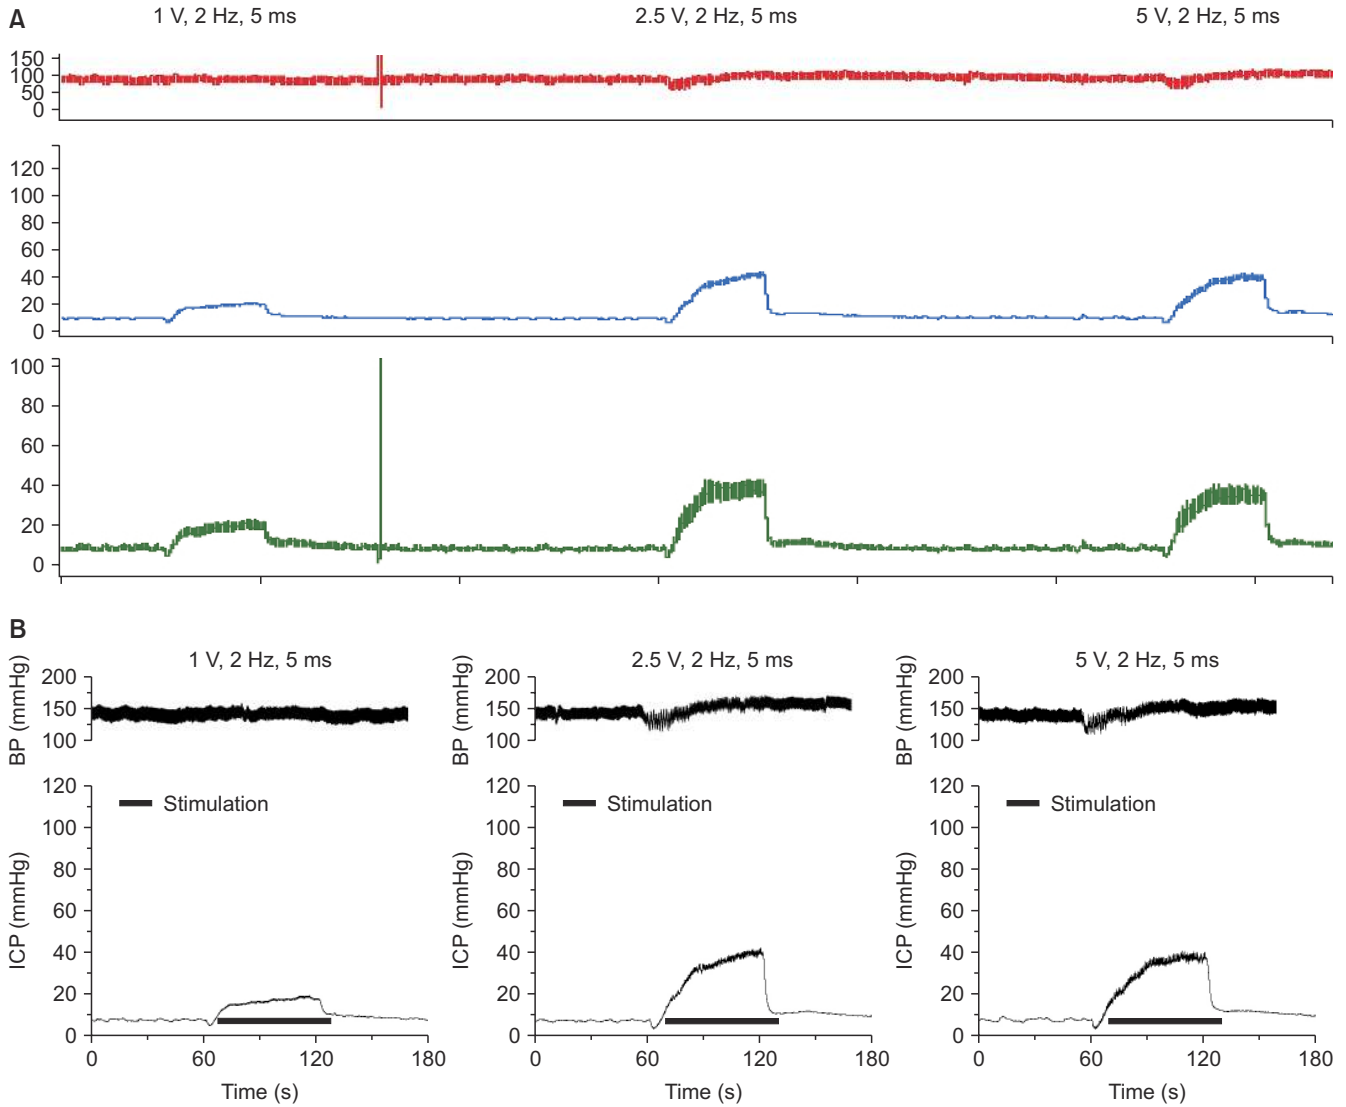 A
1 V, 2 Hz, 5 ms 2.5 V, 2 Hz, 5 ms 5 V, 2 Hz, 5 ms
150
100
50
0
120
100
80
60
40
20
0
100
80
60
40
20
0
B
1 V, 2 Hz, 5 ms
BP (mmHg)
200
150
100
ICP (mmHg)
120
100
80
60
40
20
0
Stimulation
0 60 120 180
Time (s)
2.5 V, 2 Hz, 5 ms
BP (mmHg)
200
150
100
ICP (mmHg)
120
100
80
60
40
20
0
Stimulation
0 60 120 180
Time (s)
5 V, 2 Hz, 5 ms
BP (mmHg)
200
150
100
ICP (mmHg)
120
100
80
60
40
20
0
Stimulation
0 60 120 180
Time (s)